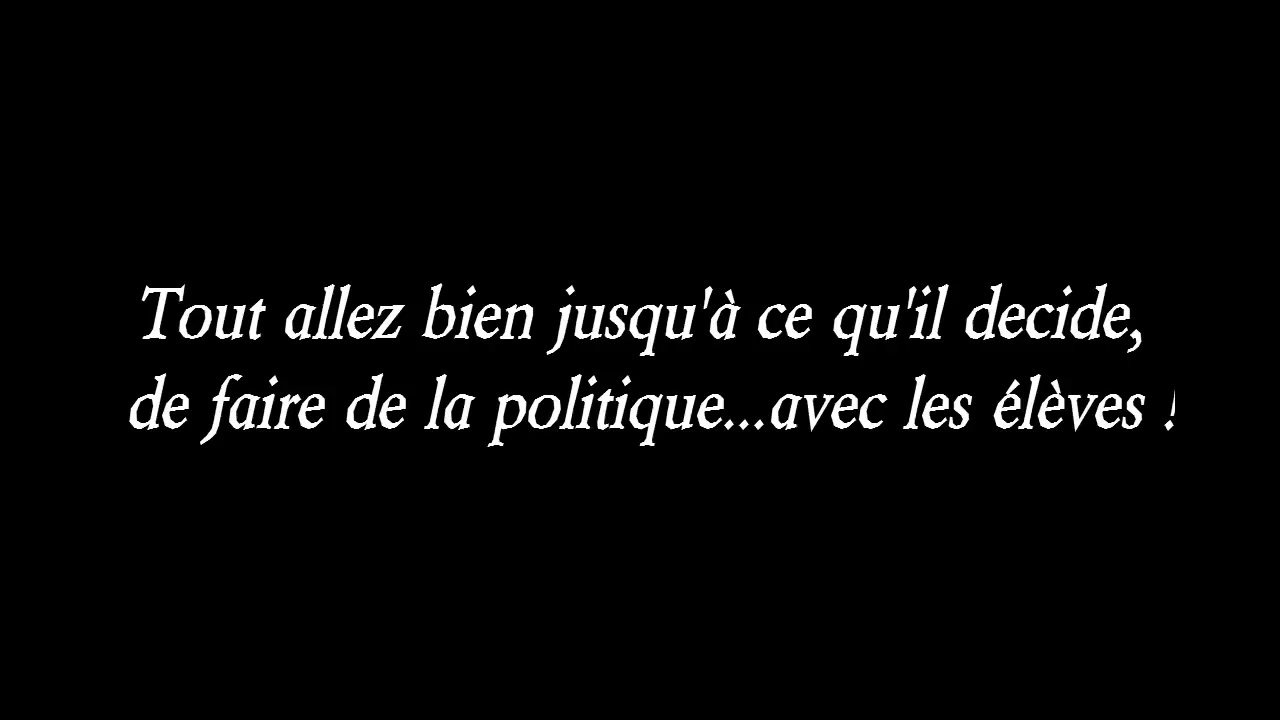 Tout allez bien jusqu'à ce qu'il decide,
de faire de la politique...avec les élèves !